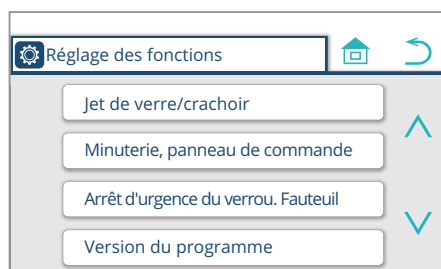 Réglage des fonctions
Jet de verre/crachoir
Minuterie, panneau de commande
Arrêt d'urgence du verrou. Fauteuil
Version du programme